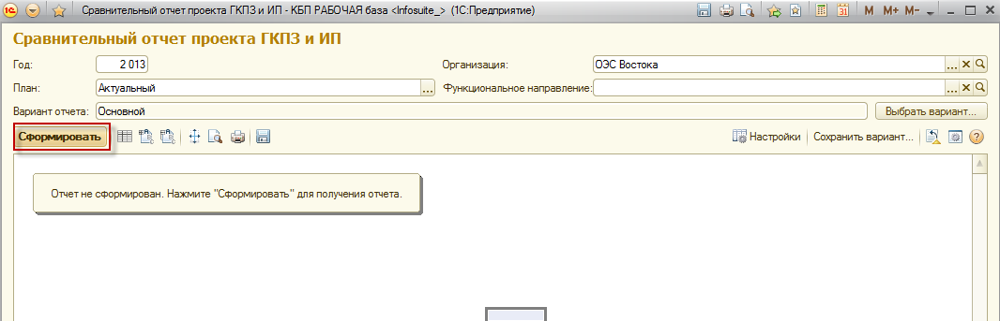 Сравнительный отчет проекта ГКПЗ и ИП - КБП РАБОЧАЯ база <Infosuite_> (1С:Предприятие) M M+ M-
Сравнительный отчет проекта ГКПЗ и ИП
Год: 2 013 Организация: ОЭС Востока
План: Актуальный Функциональное направление:
Вариант отчета: Основной Выбрать вариант...
Сформировать Настройки Сохранить вариант...
Отчет не сформирован. Нажмите "Сформировать" для получения отчета.